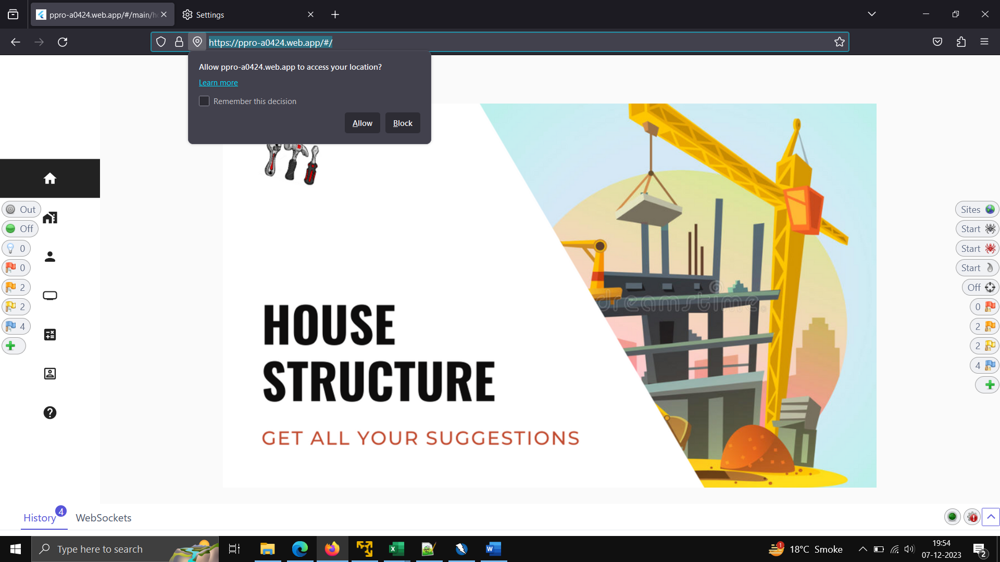 ppro-a0424.web.app/#/main/h
Settings
https://ppro-a0424.web.app/#/
Allow ppro-a0424.web.app to access your location?
Learn more
Remember this decision
Allow
Block
Out
Off
0
0
2
2
4
HOUSE
STRUCTURE
GET ALL YOUR SUGGESTIONS
dreamstime
Sites
Start
Start
Start
Off
0
2
2
4
History 4
WebSockets
Type here to search
1
18°C Smoke
19:54
07-12-2023
2